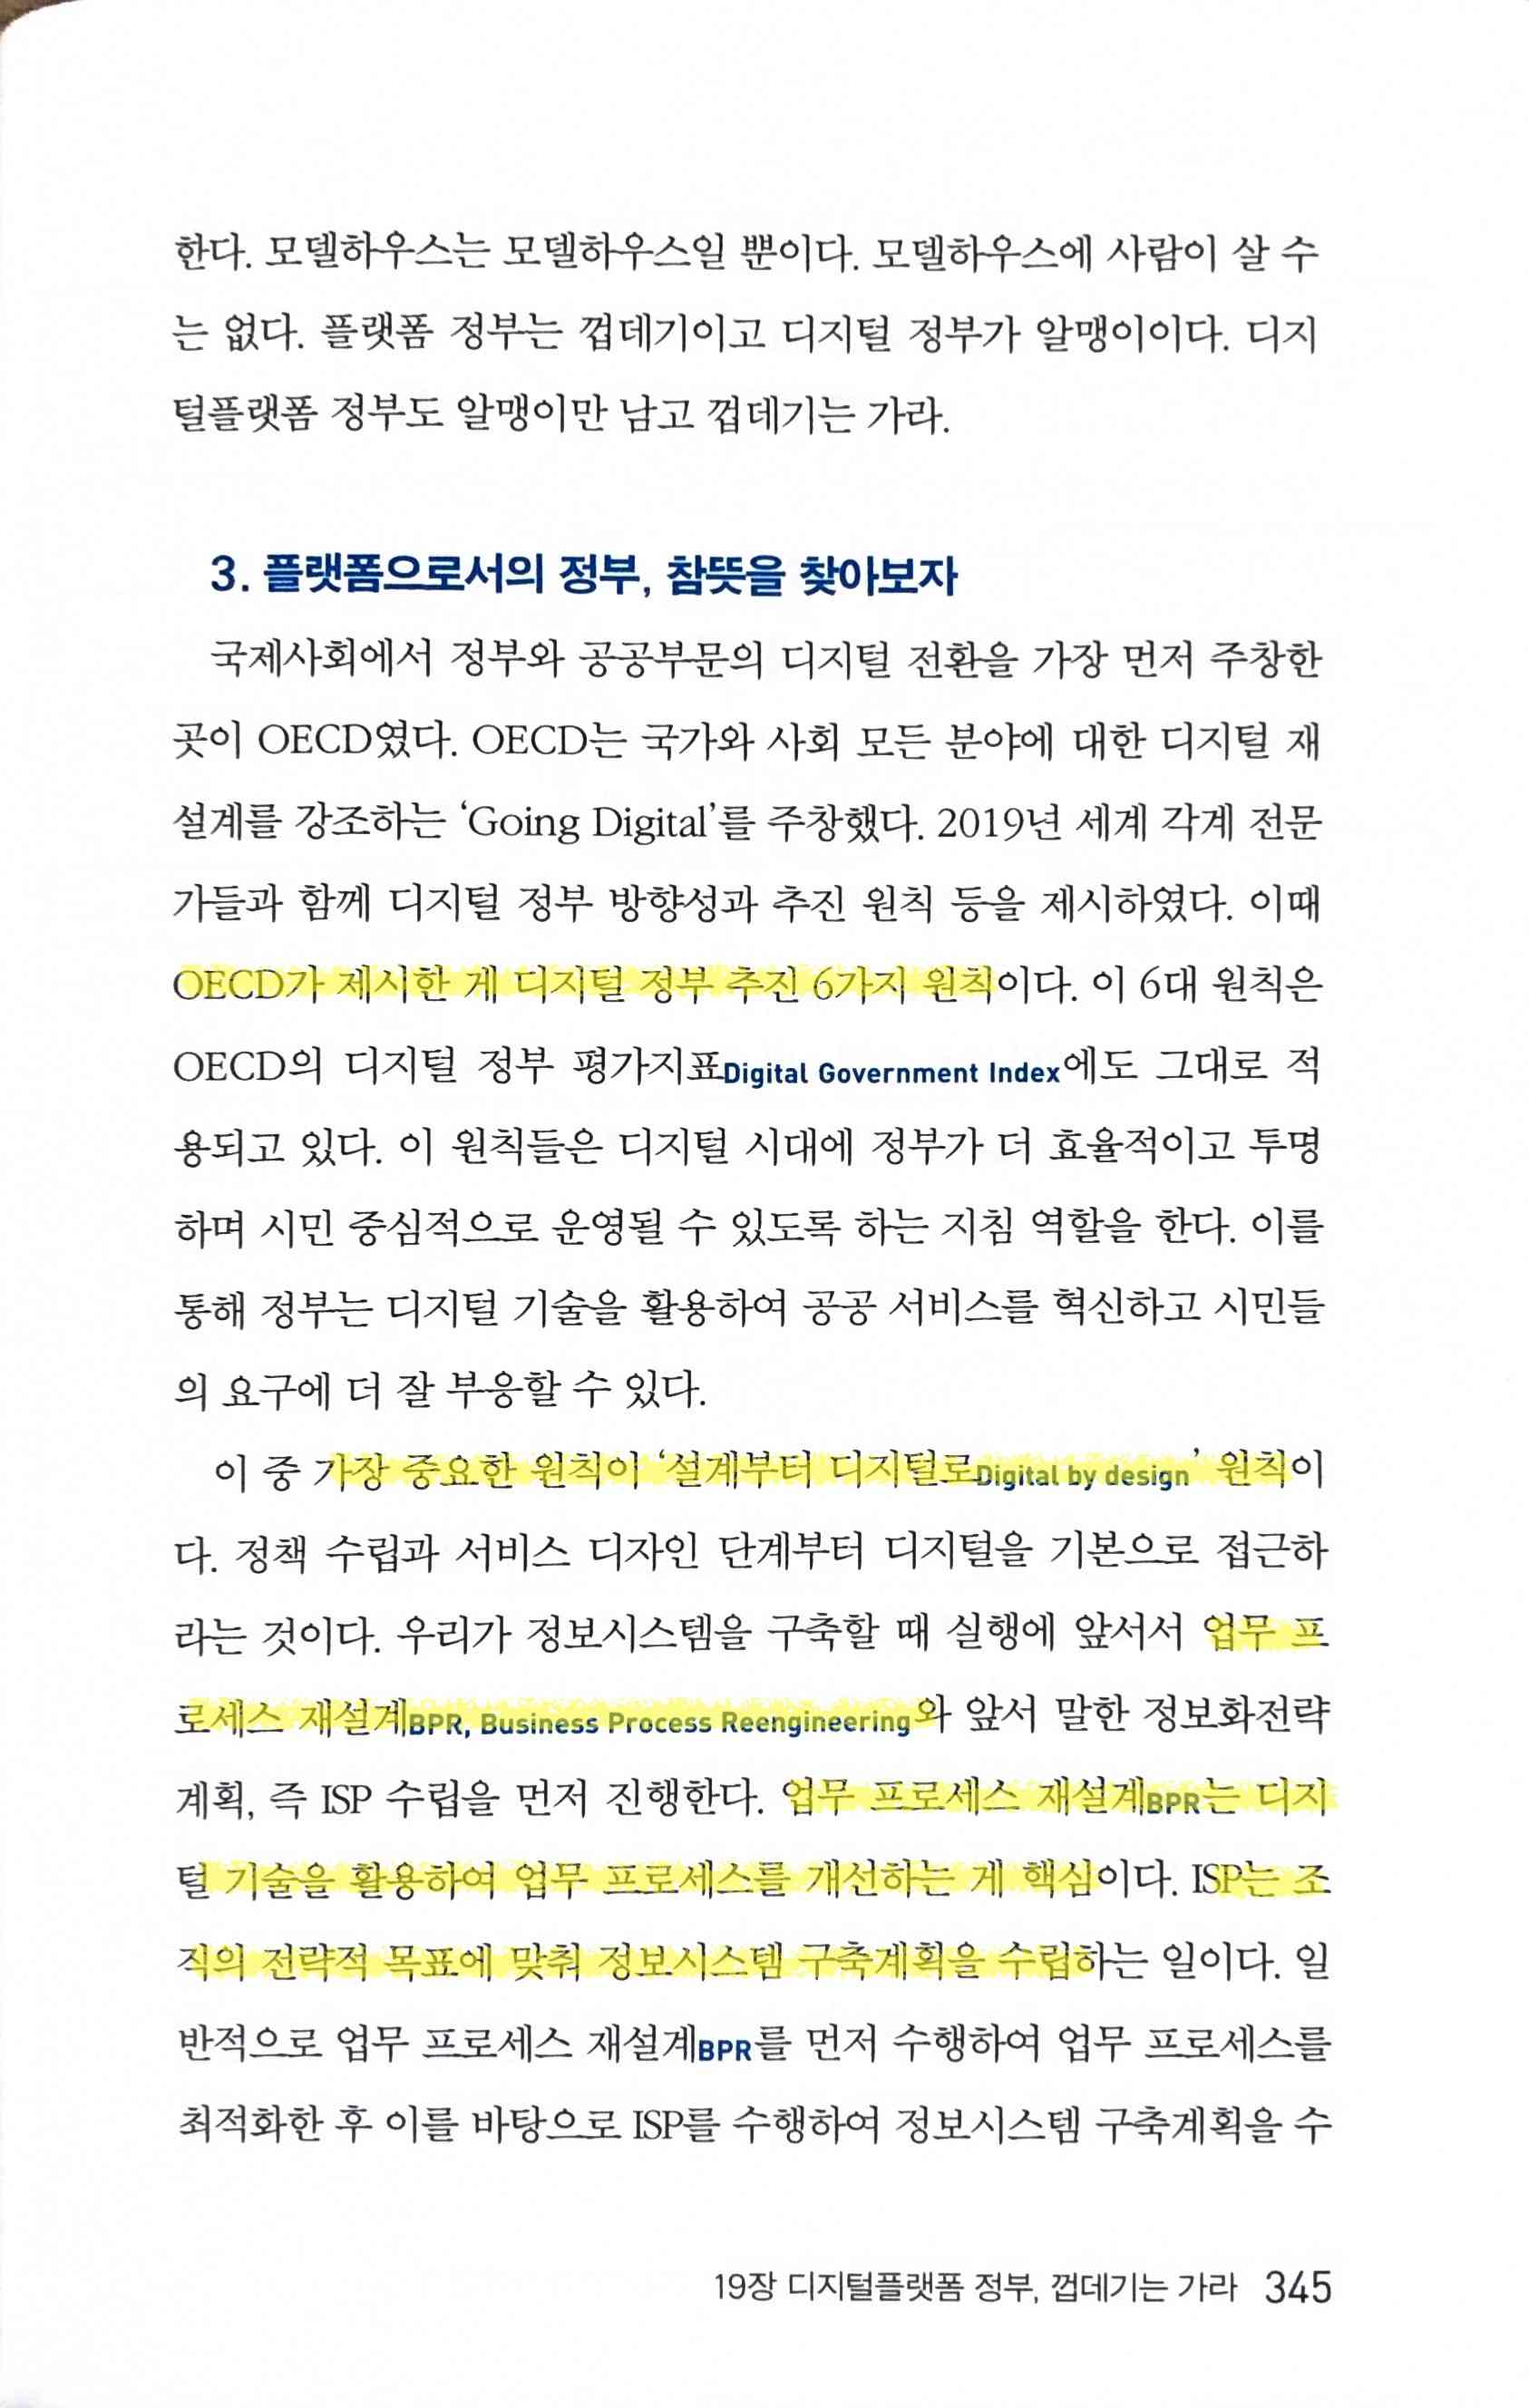 한다. 모델하우스는 모델하우스일 뿐이다. 모델하우스에 사람이 살 수
는 없다. 플랫폼 정부는 껍데기이고 디지털 정부가 알맹이이다. 디지
털플랫폼 정부도 알맹이만 남고 껍데기는 가라.
3. 플랫폼으로서의 정부, 참뜻을 찾아보자
국제사회에서 정부와 공공부문의 디지털 전환을 가장 먼저 주창한
곳이 OECD였다. OECD는 국가와 사회 모든 분야에 대한 디지털 재
설계를 강조하는 ‘Going Digital’를 주창했다. 2019년 세계 각계 전문
가들과 함께 디지털 정부 방향성과 추진 원칙 등을 제시하였다. 이때
OECD가 제시한 게 디지털 정부 추진 6가지 원칙이다. 이 6대 원칙은
OECD의 디지털 정부 평가지표Digital Government Index에도 그대로 적
용되고 있다. 이 원칙들은 디지털 시대에 정부가 더 효율적이고 투명
하며 시민 중심적으로 운영될 수 있도록 하는 지침 역할을 한다. 이를
통해 정부는 디지털 기술을 활용하여 공공 서비스를 혁신하고 시민들
의 요구에 더 잘 부응할 수 있다.
이 중 가장 중요한 원칙이 ‘설계부터 디지털로Digital by design’ 원칙이
다. 정책 수립과 서비스 디자인 단계부터 디지털을 기본으로 접근하
라는 것이다. 우리가 정보시스템을 구축할 때 실행에 앞서서 업무 프
로세스 재설계BPR, Business Process Reengineering와 앞서 말한 정보화전략
계획, 즉 ISP 수립을 먼저 진행한다. 업무 프로세스 재설계BPR는 디지
털 기술을 활용하여 업무 프로세스를 개선하는 게 핵심이다. ISP는 조
직의 전략적 목표에 맞춰 정보시스템 구축계획을 수립하는 일이다. 일
반적으로 업무 프로세스 재설계BPR를 먼저 수행하여 업무 프로세스를
최적화한 후 이를 바탕으로 ISP를 수행하여 정보시스템 구축계획을 수
19장 디지털플랫폼 정부, 껍데기는 가라 345